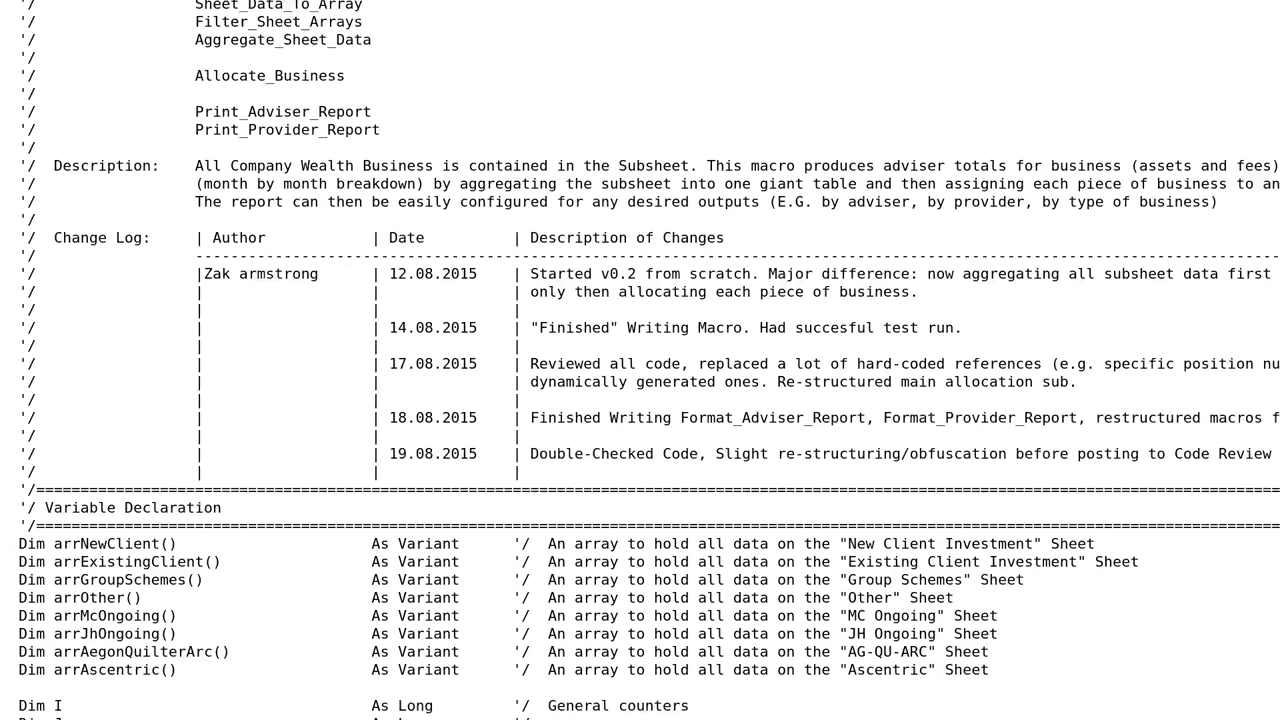 '/                  Sheet_Data_To_Array
'/                  Filter_Sheet_Arrays
'/                  Aggregate_Sheet_Data
'/
'/                  Allocate_Business
'/
'/                  Print_Adviser_Report
'/                  Print_Provider_Report
'/
'/  Description:    All Company Wealth Business is contained in the Subsheet. This macro produces adviser totals for business (assets and fees)
'/                  (month by month breakdown) by aggregating the subsheet into one giant table and then assigning each piece of business to an
'/                  The report can then be easily configured for any desired outputs (E.G. by adviser, by provider, by type of business)
'/
'/  Change Log:     | Author            | Date          | Description of Changes
'/                  ---------------------------------------------------------------------------------------------------------------------------
'/                  |Zak armstrong      | 12.08.2015    | Started v0.2 from scratch. Major difference: now aggregating all subsheet data first
'/                  |                   |               | only then allocating each piece of business.
'/                  |                   |               |
'/                  |                   | 14.08.2015    | "Finished" Writing Macro. Had succesful test run.
'/                  |                   |               |
'/                  |                   | 17.08.2015    | Reviewed all code, replaced a lot of hard-coded references (e.g. specific position nu
'/                  |                   |               | dynamically generated ones. Re-structured main allocation sub.
'/                  |                   |               |
'/                  |                   | 18.08.2015    | Finished Writing Format_Adviser_Report, Format_Provider_Report, restructured macros f
'/                  |                   |               |
'/                  |                   | 19.08.2015    | Double-Checked Code, Slight re-structuring/obfuscation before posting to Code Review
'/                  |                   |               |
'/=============================================================================================================================================
'/ Variable Declaration
'/=============================================================================================================================================
Dim arrNewClient()                      As Variant      '/  An array to hold all data on the "New Client Investment" Sheet
Dim arrExistingClient()                 As Variant      '/  An array to hold all data on the "Existing Client Investment" Sheet
Dim arrGroupSchemes()                   As Variant      '/  An array to hold all data on the "Group Schemes" Sheet
Dim arrOther()                          As Variant      '/  An array to hold all data on the "Other" Sheet
Dim arrMcOngoing()                      As Variant      '/  An array to hold all data on the "MC Ongoing" Sheet
Dim arrJhOngoing()                      As Variant      '/  An array to hold all data on the "JH Ongoing" Sheet
Dim arrAegonQuilterArc()                As Variant      '/  An array to hold all data on the "AG-QU-ARC" Sheet
Dim arrAscentric()                      As Variant      '/  An array to hold all data on the "Ascentric" Sheet
Dim I                                   As Long         '/  General counters